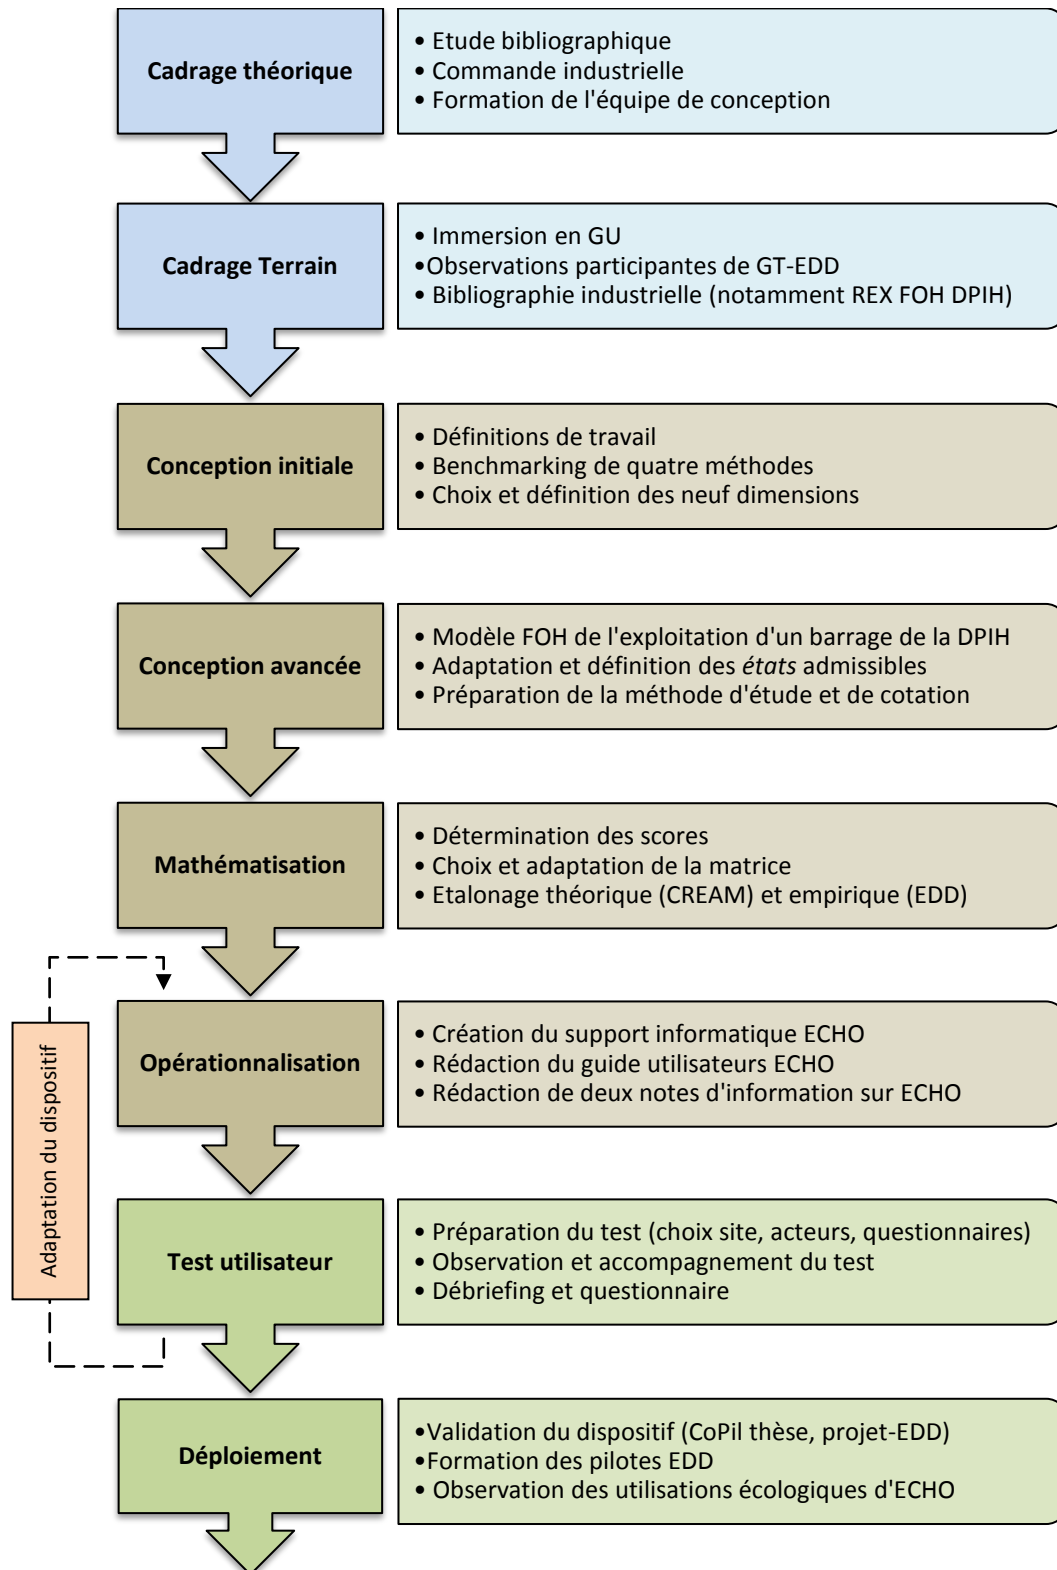 Cadrage théorique
• Etude bibliographique
• Commande industrielle
• Formation de l'équipe de conception
Cadrage Terrain
• Immersion en GU
•Observations participantes de GT-EDD
• Bibliographie industrielle (notamment REX FOH DPIH)
Conception initiale
• Définitions de travail
• Benchmarking de quatre méthodes
• Choix et définition des neuf dimensions
Conception avancée
• Modèle FOH de l'exploitation d'un barrage de la DPIH
• Adaptation et définition des états admissibles
• Préparation de la méthode d'étude et de cotation
Mathématisation
• Détermination des scores
• Choix et adaptation de la matrice
• Etalonage théorique (CREAM) et empirique (EDD)
Adaptation du dispositif
Opérationnalisation
• Création du support informatique ECHO
• Rédaction du guide utilisateurs ECHO
• Rédaction de deux notes d'information sur ECHO
Test utilisateur
• Préparation du test (choix site, acteurs, questionnaires)
• Observation et accompagnement du test
• Débriefing et questionnaire
Déploiement
•Validation du dispositif (CoPil thèse, projet-EDD)
•Formation des pilotes EDD
• Observation des utilisations écologiques d'ECHO